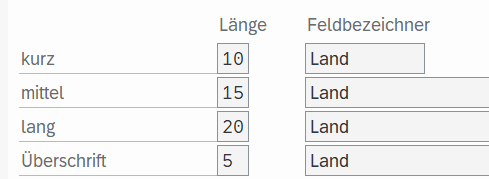 Länge Feldbezeichner
kurz 10 Land
mittel 15 Land
lang 20 Land
Überschrift 5 Land